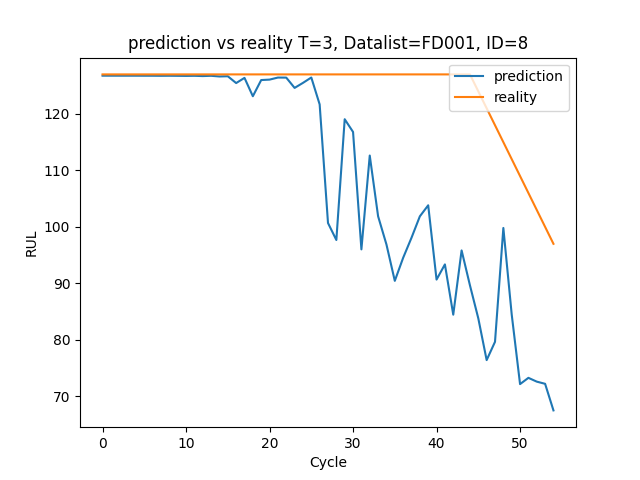 prediction vs reality T=3, Datalist=FD001, ID=8
prediction
reality
120
110
100
90
80
70
RUL
0 10 20 30 40 50
Cycle